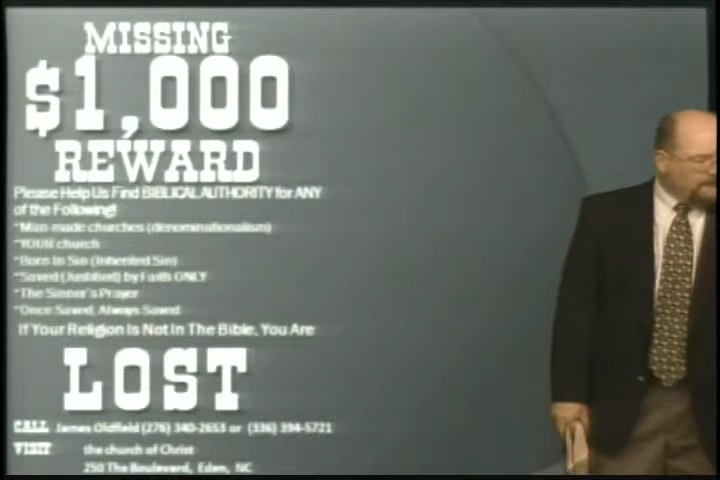 MISSING
$1,000
REWARD
Please Help Us Find BIBLICAL AUTHORITY for ANY
of the Following!
*Man-made churches (denominationalism)
*YOUR church
*Born In Sin (Inherited Sin)
*Saved (Justified) by Faith ONLY
*The Sinner's Prayer
*Once Saved, Always Saved
If Your Religion Is Not In The Bible, You Are
LOST
CALL James Oldfield (276) 340-2653 or (336) 394-5721
VISIT the church of Christ
250 The Boulevard, Eden, NC